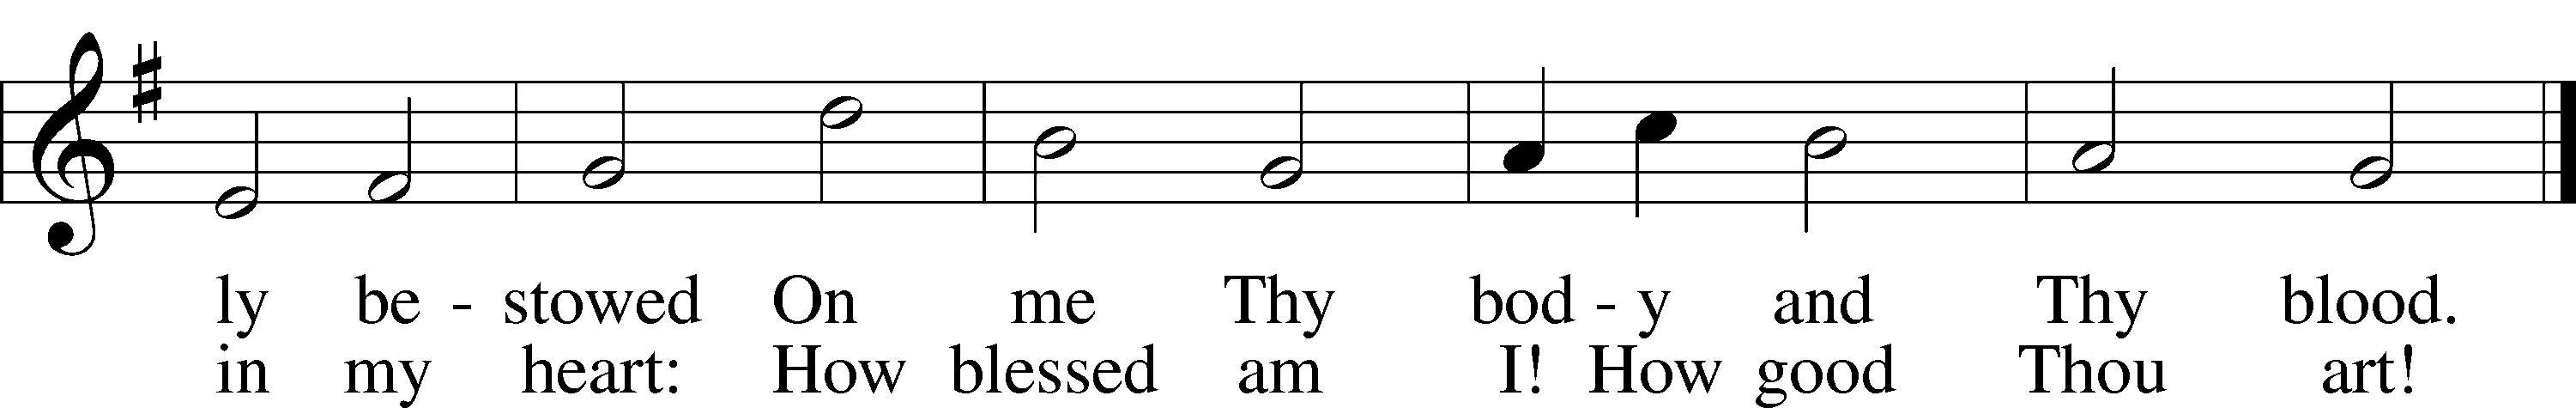 ly be - stowed On me Thy bod - y and Thy blood.
in my heart: How blessed am I! How good Thou art!